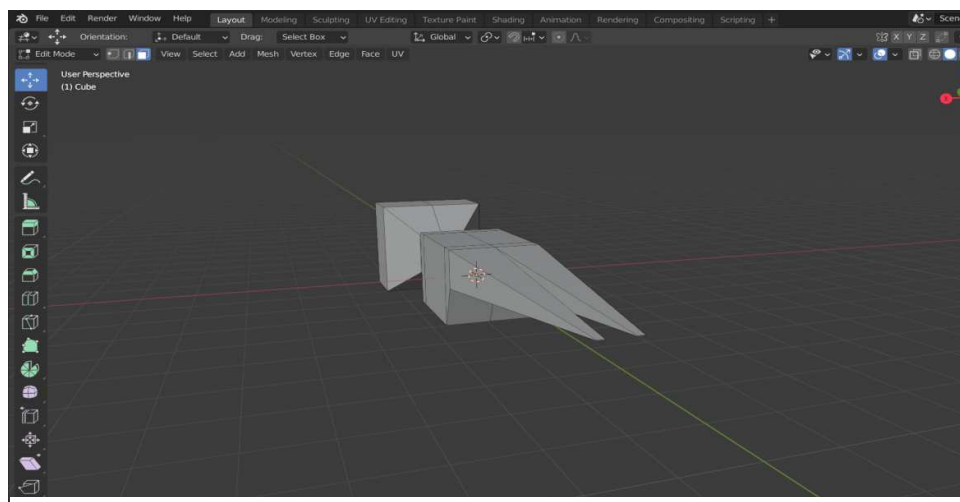 File Edit Render Window Help Layout Modeling Sculpting UV Editing Texture Paint Shading Animation Rendering Compositing Scripting + Scen
Orientation: Default Drag: Select Box Global X Y Z
Edit Mode View Select Add Mesh Vertex Edge Face UV
User Perspective
(1) Cube
X